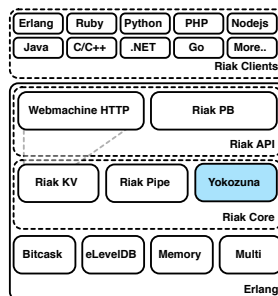 Erlang Ruby Python PHP Nodejs
Java C/C++ .NET Go More..
Riak Clients
Webmachine HTTP Riak PB
Riak API
Riak KV Riak Pipe Yokozuna
Riak Core
Bitcask eLevelDB Memory Multi
Erlang